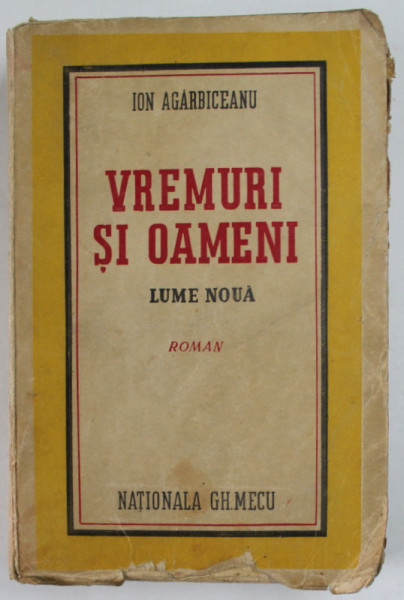 ION AGÂRBICEANU
VREMURI
ȘI OAMENI
LUME NOUĂ
ROMAN
NAȚIONALA GH.MECU